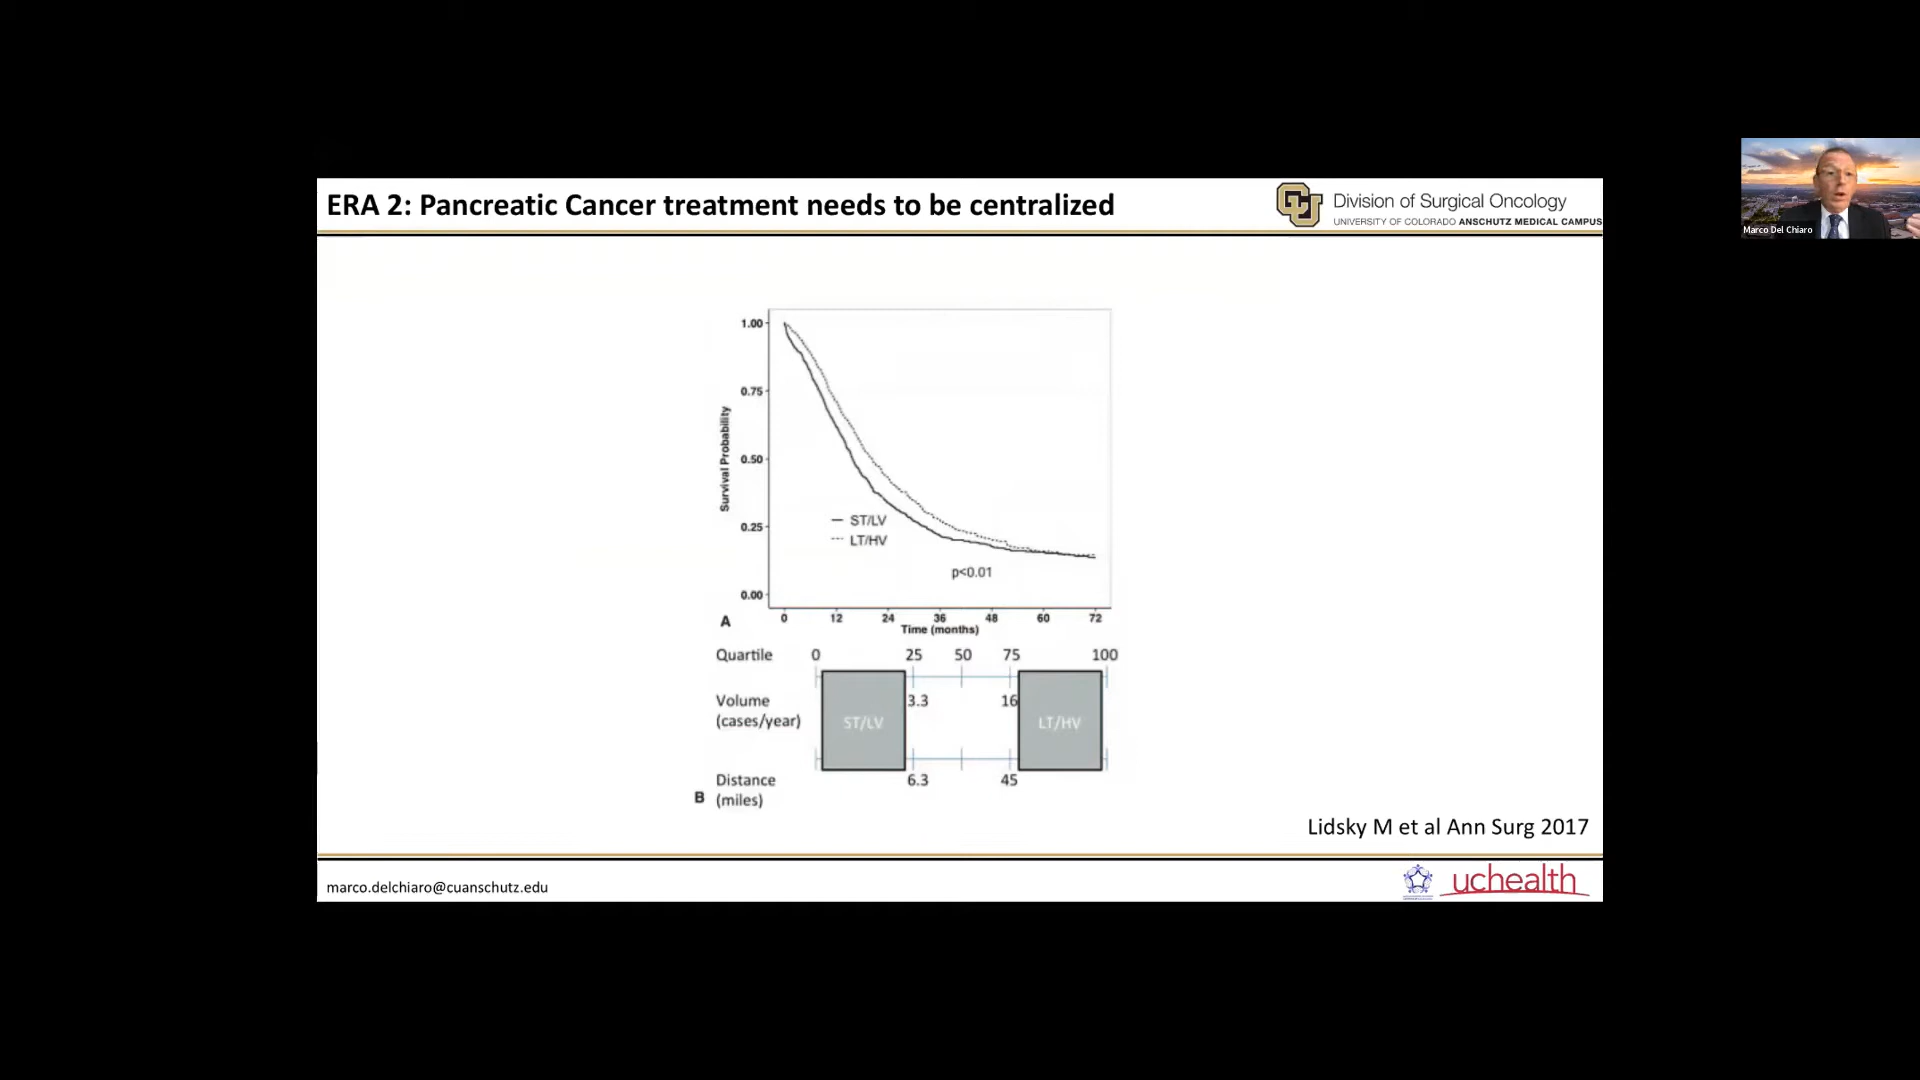 ERA 2: Pancreatic Cancer treatment needs to be centralized
CU
Division of Surgical Oncology
UNIVERSITY OF COLORADO ANSCHUTZ MEDICAL CAMPUS
Marco Del Chiaro
1.00
0.75
0.50
0.25
0.00
Survival Probability
ST/LV
LT/HV
p<0.01
A
0 12 24 36 48 60 72
Time (months)
Quartile 0 25 50 75 100
Volume
(cases/year)
3.3 16
ST/LV LT/HV
Distance
(miles)
6.3 45
B
Lidsky M et al Ann Surg 2017
marco.delchiaro@cuanschutz.edu
uchealth